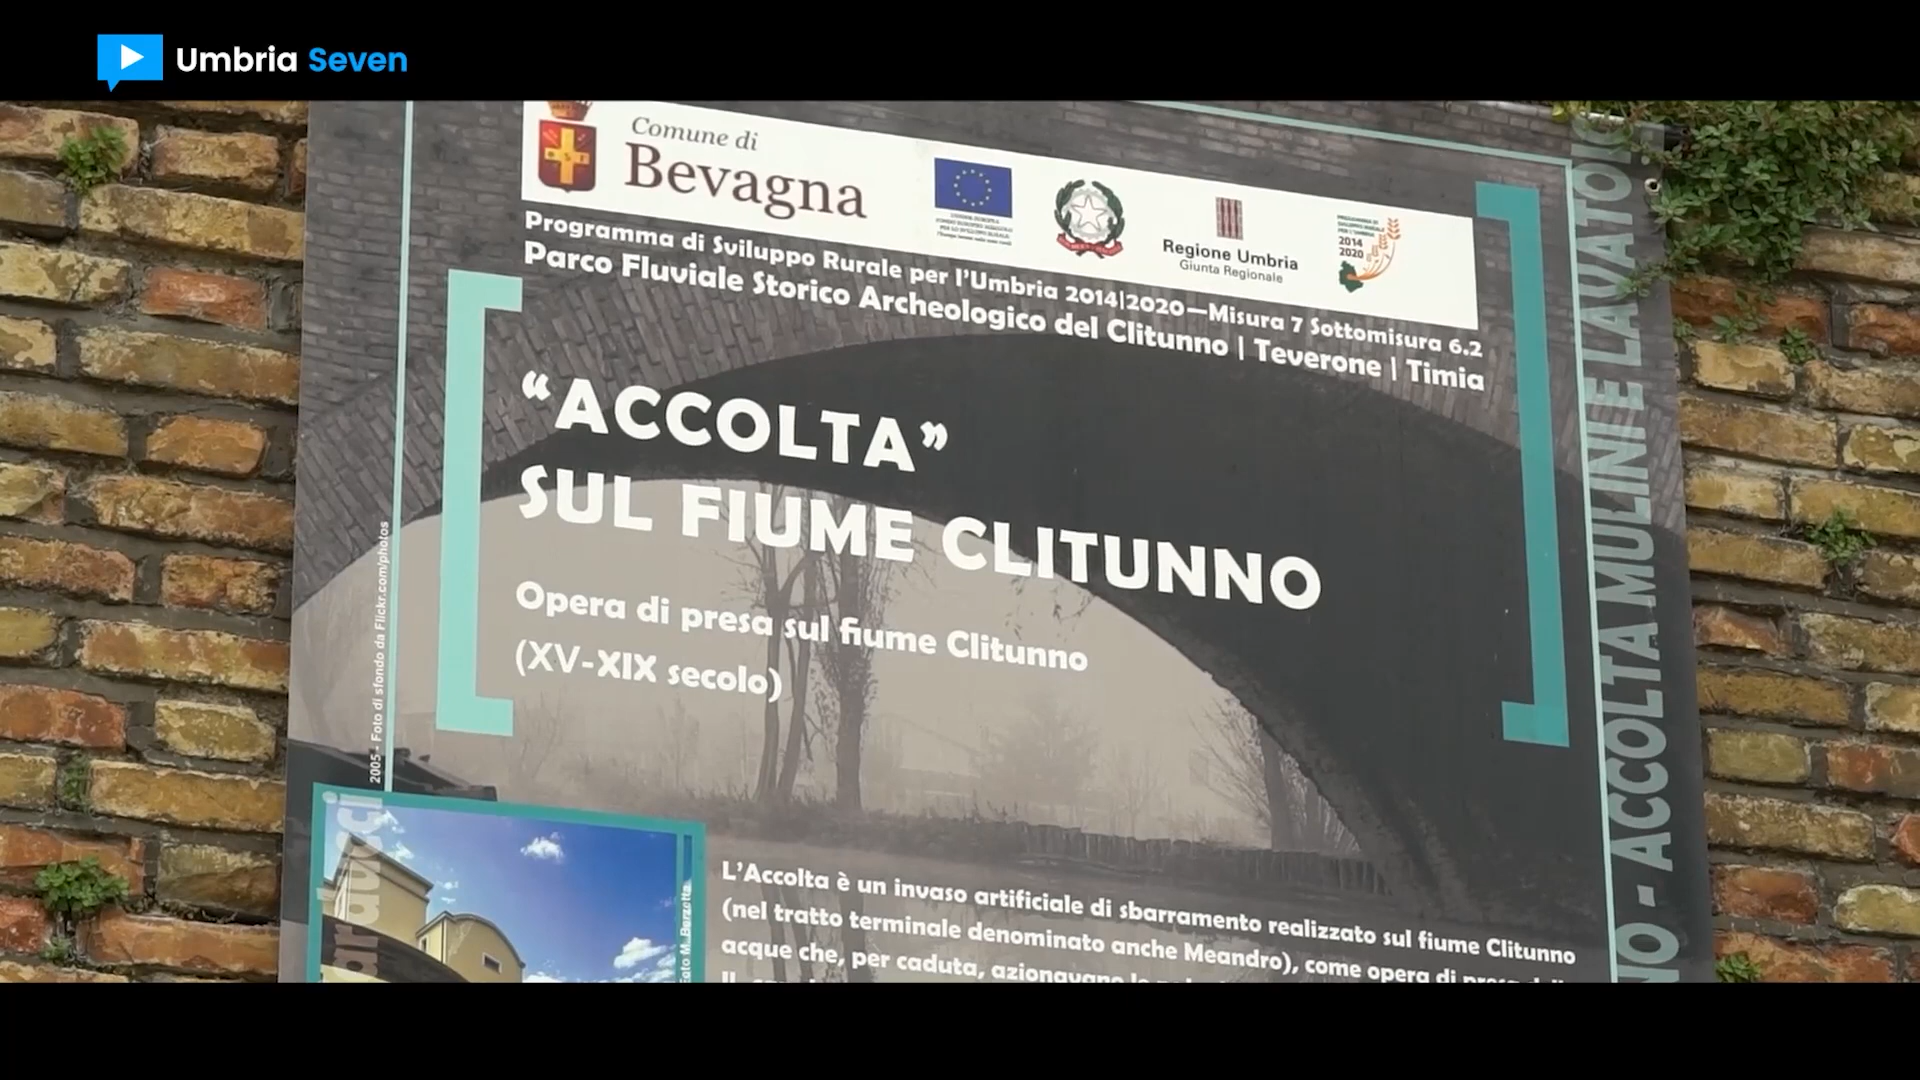 Umbria Seven
Comune di
Bevagna
Regione Umbria
Giunta Regionale
2014
2020
Programma di Sviluppo Rurale per l'Umbria 2014|2020—Misura 7 Sottomisura 6.2
Parco Fluviale Storico Archeologico del Clitunno | Teverone | Timia
“ACCOLTA”
SUL FIUME CLITUNNO
Opera di presa sul fiume Clitunno
(XV-XIX secolo)
2005 - Foto di sfondo da Flickr.com/photos
ACCOLTA MULINI E LAVATOI
L'Accolta è un invaso artificiale di sbarramento realizzato sul fiume Clitunno
(nel tratto terminale denominato anche Meandro), come opera di presa
acque che, per caduta, azionavano